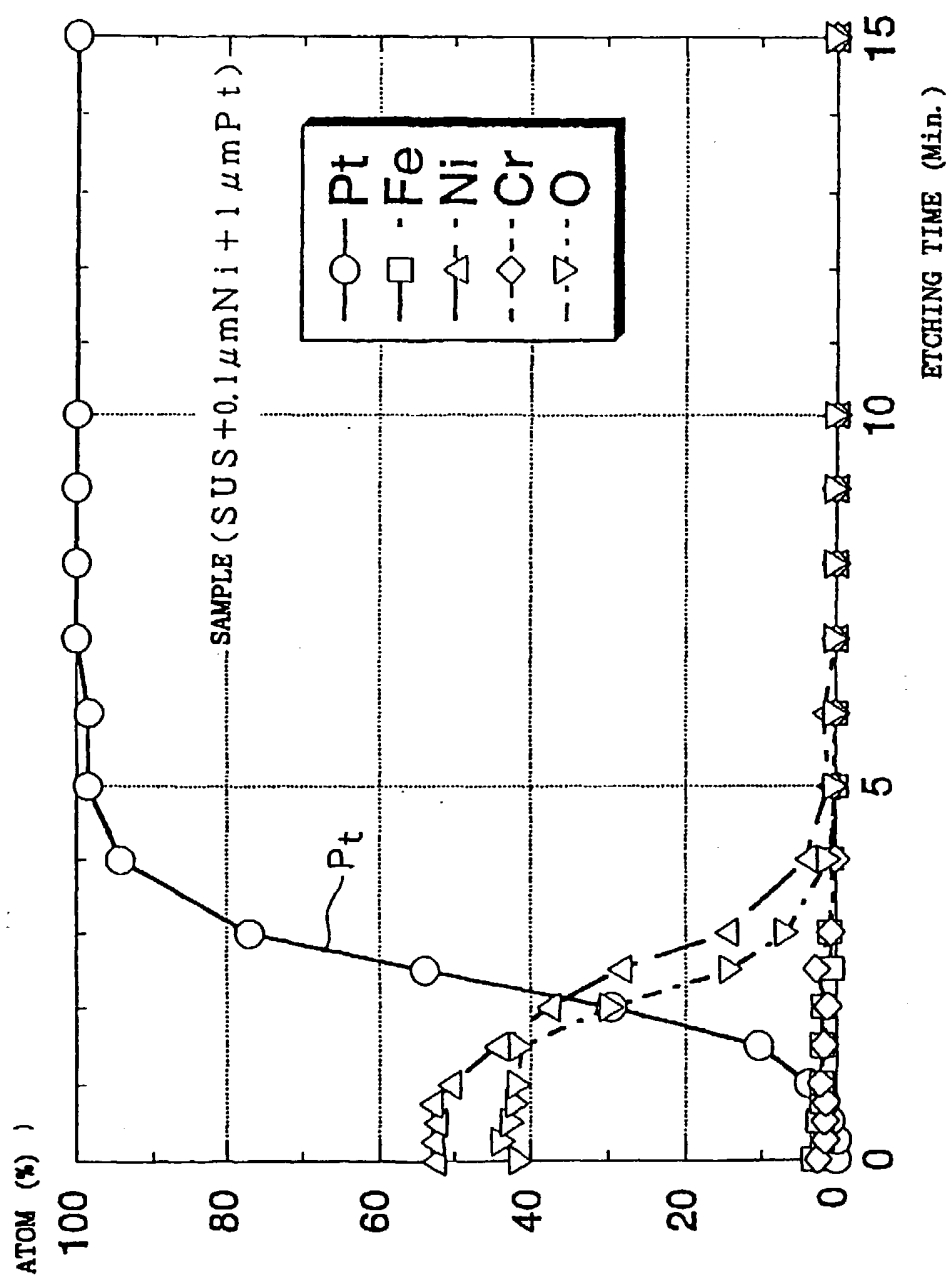 ATOM (%)
100
80
60
40
20
0
SAMPLE (SUS+0.1μmNi+1μmPt)
Pt
Pt
Fe
Ni
Cr
O
0
5
10
15
ETCHING TIME (Min.)